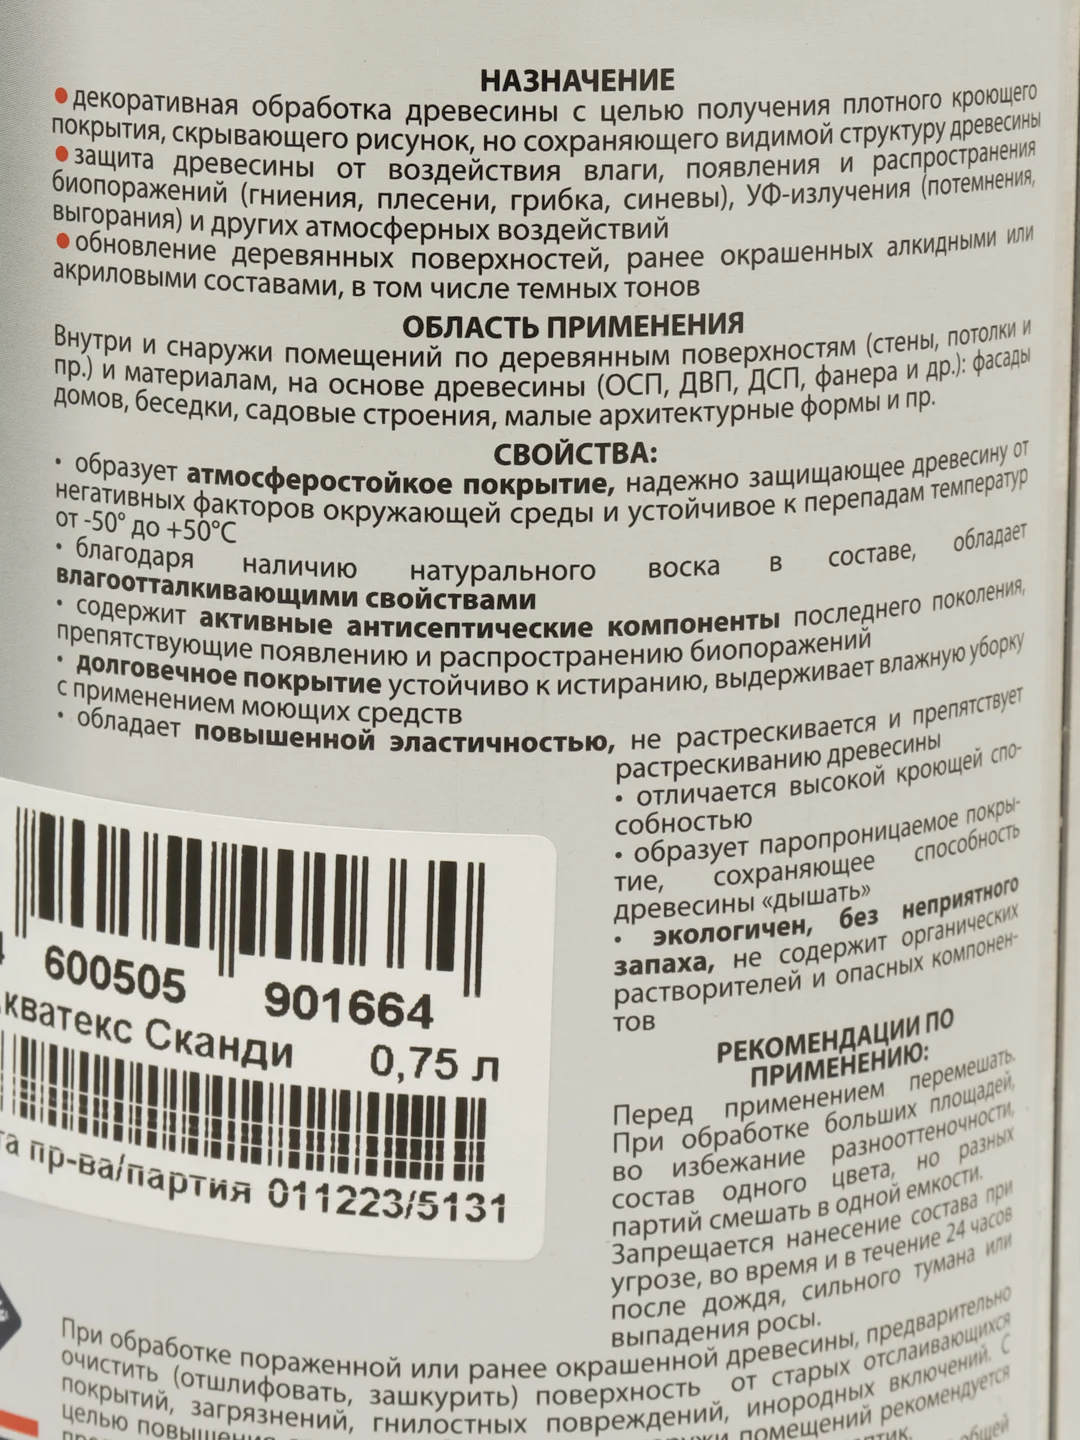 НАЗНАЧЕНИЕ
● декоративная обработка древесины с целью получения плотного кроющего
покрытия, скрывающего рисунок, но сохраняющего видимой структуру древесины
● защита древесины от воздействия влаги, появления и распространения
биопоражений (гниения, плесени, грибка, синевы), УФ-излучения (потемнения,
выгорания) и других атмосферных воздействий
● обновление деревянных поверхностей, ранее окрашенных алкидными или
акриловыми составами, в том числе темных тонов
ОБЛАСТЬ ПРИМЕНЕНИЯ
Внутри и снаружи помещений по деревянным поверхностям (стены, потолки и
пр.) и материалам, на основе древесины (ОСП, ДВП, ДСП, фанера и др.): фасады
домов, беседки, садовые строения, малые архитектурные формы и пр.
СВОЙСТВА:
• образует атмосферостойкое покрытие, надежно защищающее древесину от
негативных факторов окружающей среды и устойчивое к перепадам температур
от -50° до +50°C
• благодаря наличию натурального воска в составе, обладает
влагоотталкивающими свойствами
• содержит активные антисептические компоненты последнего поколения,
препятствующие появлению и распространению биопоражений
• долговечное покрытие устойчиво к истиранию, выдерживает влажную уборку
с применением моющих средств
• обладает повышенной эластичностью, не растрескивается и препятствует
растрескиванию древесины
• отличается высокой кроющей спо-
собностью
• образует паропроницаемое покры-
тие, сохраняющее способность
древесины «дышать»
• экологичен, без неприятного
запаха, не содержит органических
растворителей и опасных компонен-
тов
РЕКОМЕНДАЦИИ ПО
ПРИМЕНЕНИЮ:
Перед применением перемешать.
При обработке больших площадей,
во избежание разнооттеночности,
состав одного цвета, но разных
партий смешать в одной емкости.
Запрещается нанесение состава при
угрозе, во время и в течение 24 часов
после дождя, сильного тумана или
выпадения росы.
4 600505 901664
кватекс Сканди 0,75 л
та пр-ва/партия 011223/5131
При обработке пораженной или ранее окрашенной древесины, предварительно
очистить (отшлифовать, зашкурить) поверхность от старых отслаивающихся
покрытий, загрязнений, гнилостных повреждений, инородных включений. С
целью повышения помещений рекомендуется
общей